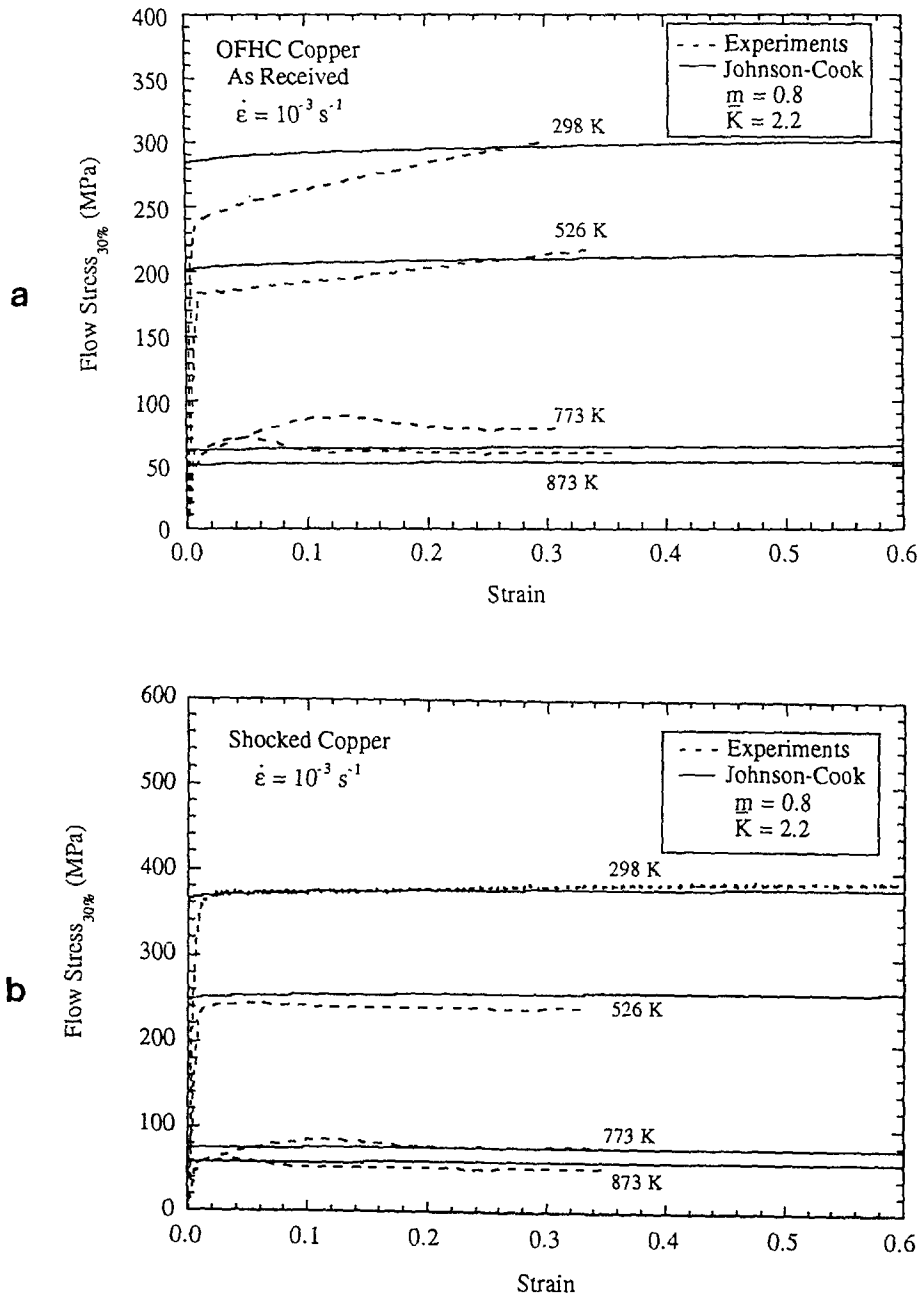 a
400
350
300
250
200
150
100
50
0
Flow Stress30% (MPa)
OFHC Copper
As Received
ε̇ = 10-3 s-1
Experiments
Johnson-Cook
m = 0.8
K = 2.2
298 K
526 K
773 K
873 K
0.0 0.1 0.2 0.3 0.4 0.5 0.6
Strain
b
600
500
400
300
200
100
0
Flow Stress30% (MPa)
Shocked Copper
ε̇ = 10-3 s-1
Experiments
Johnson-Cook
m = 0.8
K = 2.2
298 K
526 K
773 K
873 K
0.0 0.1 0.2 0.3 0.4 0.5 0.6
Strain